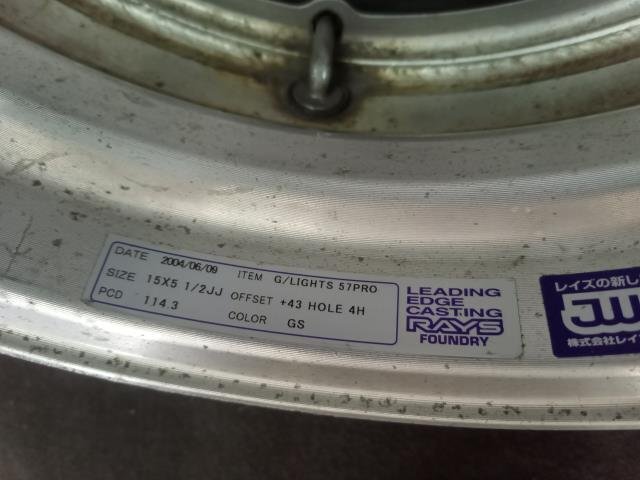 DATE 2004/06/09 ITEM G/LIGHTS 57PRO
SIZE 15X5 1/2JJ OFFSET +43 HOLE 4H
PCD 114.3 COLOR GS
LEADING
EDGE
CASTING
RAYS
FOUNDRY
レイズの新し
JW
株式会社レイ